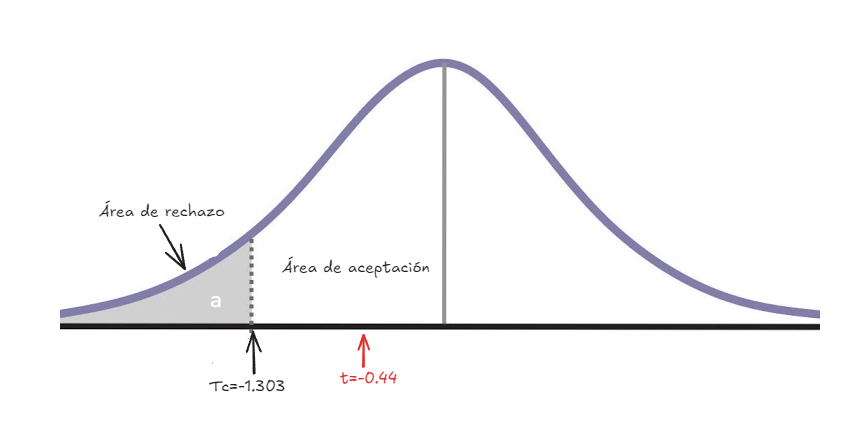 Área de rechazo
Área de aceptación
a
Tc=-1.303
t=-0.44